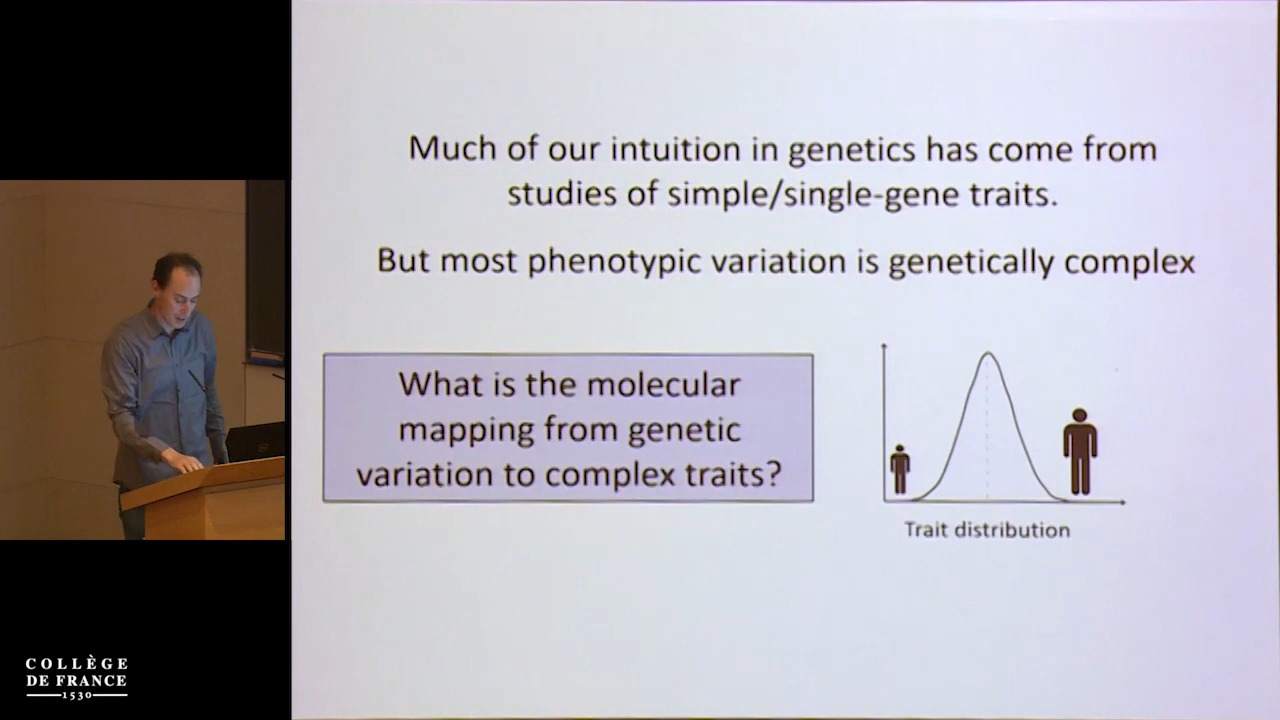 Much of our intuition in genetics has come from
studies of simple/single-gene traits.
But most phenotypic variation is genetically complex
What is the molecular
mapping from genetic
variation to complex traits?
Trait distribution
COLLÈGE
DE FRANCE
1530